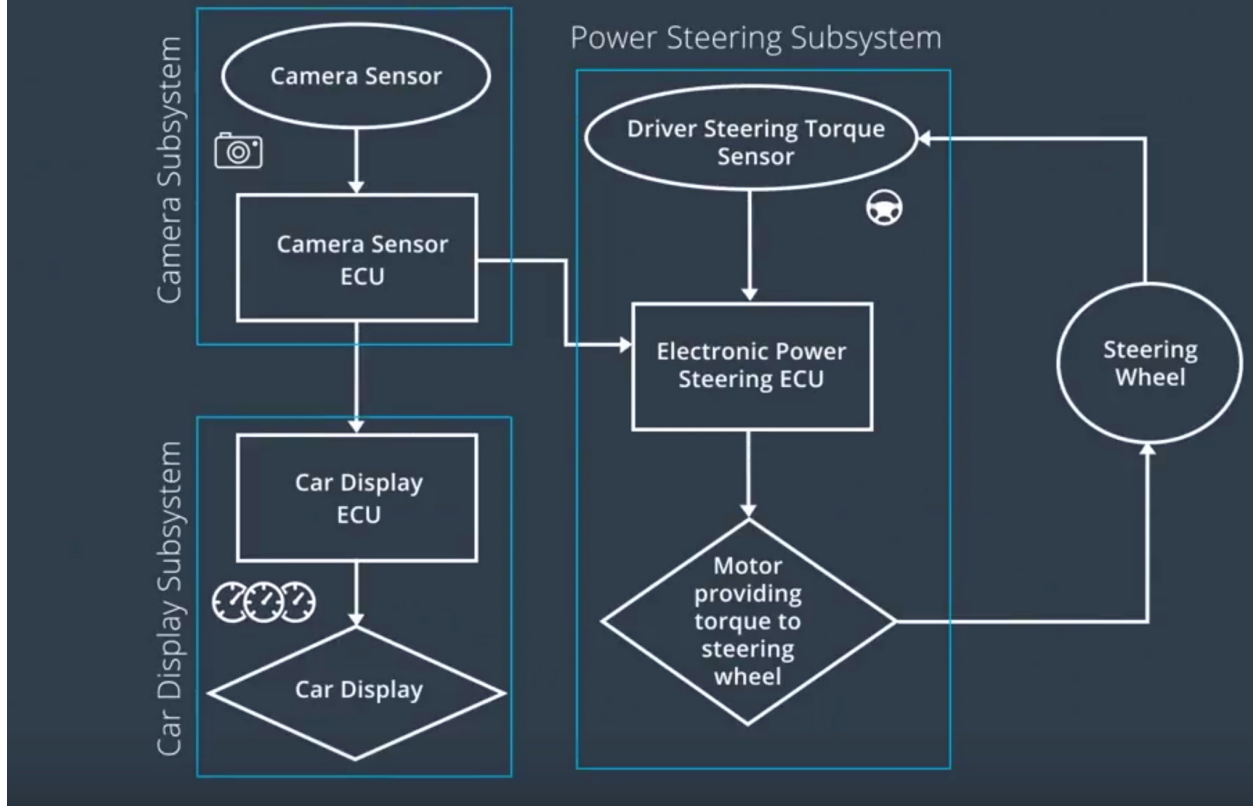 Camera Subsystem
Camera Sensor
Camera Sensor
ECU
Car Display Subsystem
Car Display
ECU
Car Display
Power Steering Subsystem
Driver Steering Torque
Sensor
Electronic Power
Steering ECU
Motor
providing
torque to
steering
wheel
Steering
Wheel